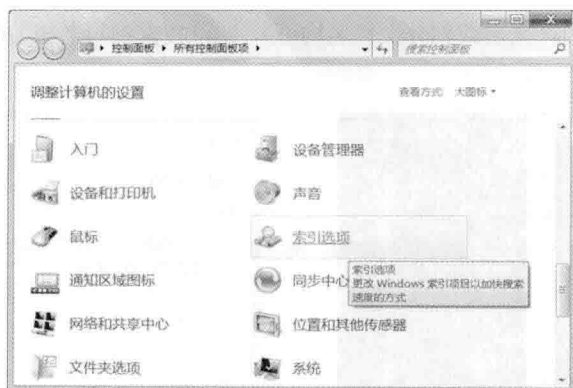 控制面板 ▸ 所有控制面板项 ▸
搜索控制面板
调整计算机的设置
查看方式: 大图标
入门
设备管理器
设备和打印机
声音
鼠标
索引选项
索引选项
更改 Windows 索引项目以加快搜索
速度的方式
通知区域图标
同步中心
网络和共享中心
位置和其他传感器
文件夹选项
系统